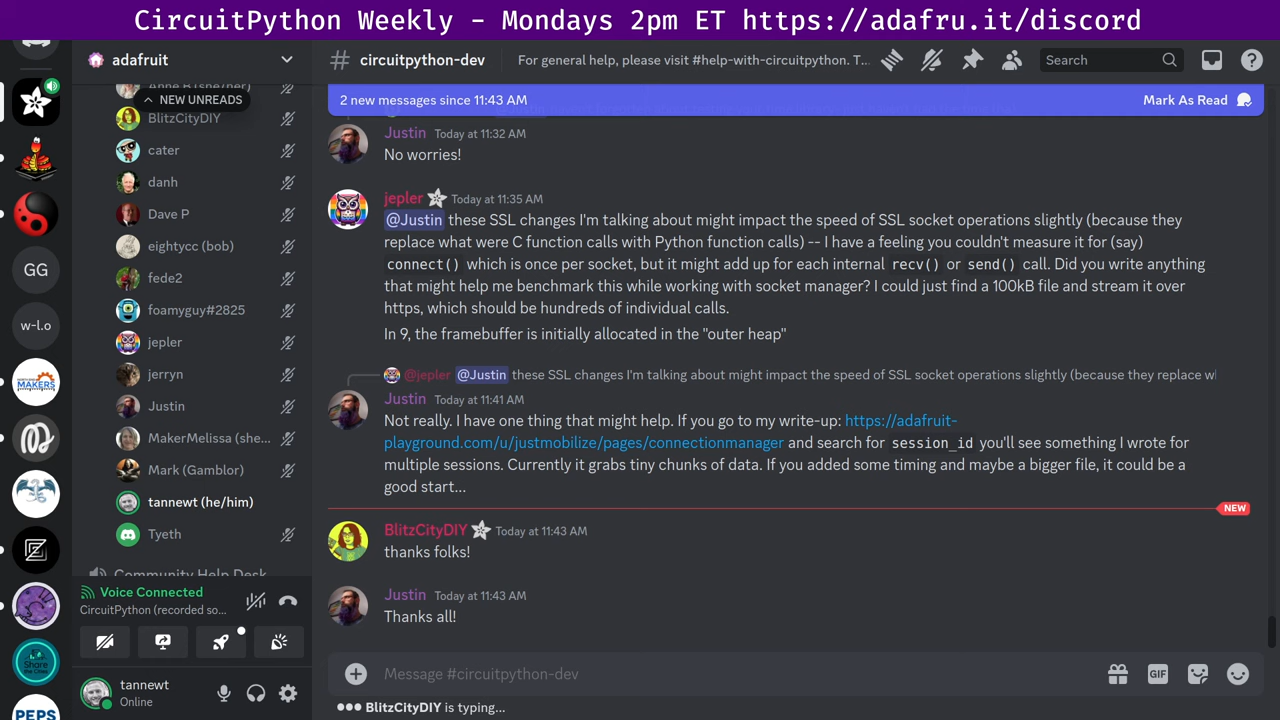 CircuitPython Weekly - Mondays 2pm ET https://adafru.it/discord
adafruit
circuitpython-dev
For general help, please visit #help-with-circuitpython. T...
Search
NEW UNREADS
BlitzCityDIY
cater
danh
Dave P
eightycc (bob)
fede2
foamyguy#2825
jepler
jerryn
Justin
MakerMelissa (she...
Mark (Gamblor)
tannewt (he/him)
Tyeth
Community Help Desk
Voice Connected
CircuitPython (recorded so...
tannewt
Online
GG
w-l.o
MAKERS
Share
PEPS
2 new messages since 11:43 AM
Mark As Read
Justin Today at 11:32 AM
No worries!
jepler Today at 11:35 AM
@Justin these SSL changes I'm talking about might impact the speed of SSL socket operations slightly (because they
replace what were C function calls with Python function calls) -- I have a feeling you couldn't measure it for (say)
connect() which is once per socket, but it might add up for each internal recv() or send() call. Did you write anything
that might help me benchmark this while working with socket manager? I could just find a 100kB file and stream it over
https, which should be hundreds of individual calls.
In 9, the framebuffer is initially allocated in the "outer heap"
@jepler @Justin these SSL changes I'm talking about might impact the speed of SSL socket operations slightly (because they replace w
Justin Today at 11:41 AM
Not really. I have one thing that might help. If you go to my write-up: https://adafruit-
playground.com/u/justmobilize/pages/connectionmanager and search for session_id you'll see something I wrote for
multiple sessions. Currently it grabs tiny chunks of data. If you added some timing and maybe a bigger file, it could be a
good start...
NEW
BlitzCityDIY Today at 11:43 AM
thanks folks!
Justin Today at 11:43 AM
Thanks all!
Message #circuitpython-dev
GIF
BlitzCityDIY is typing...